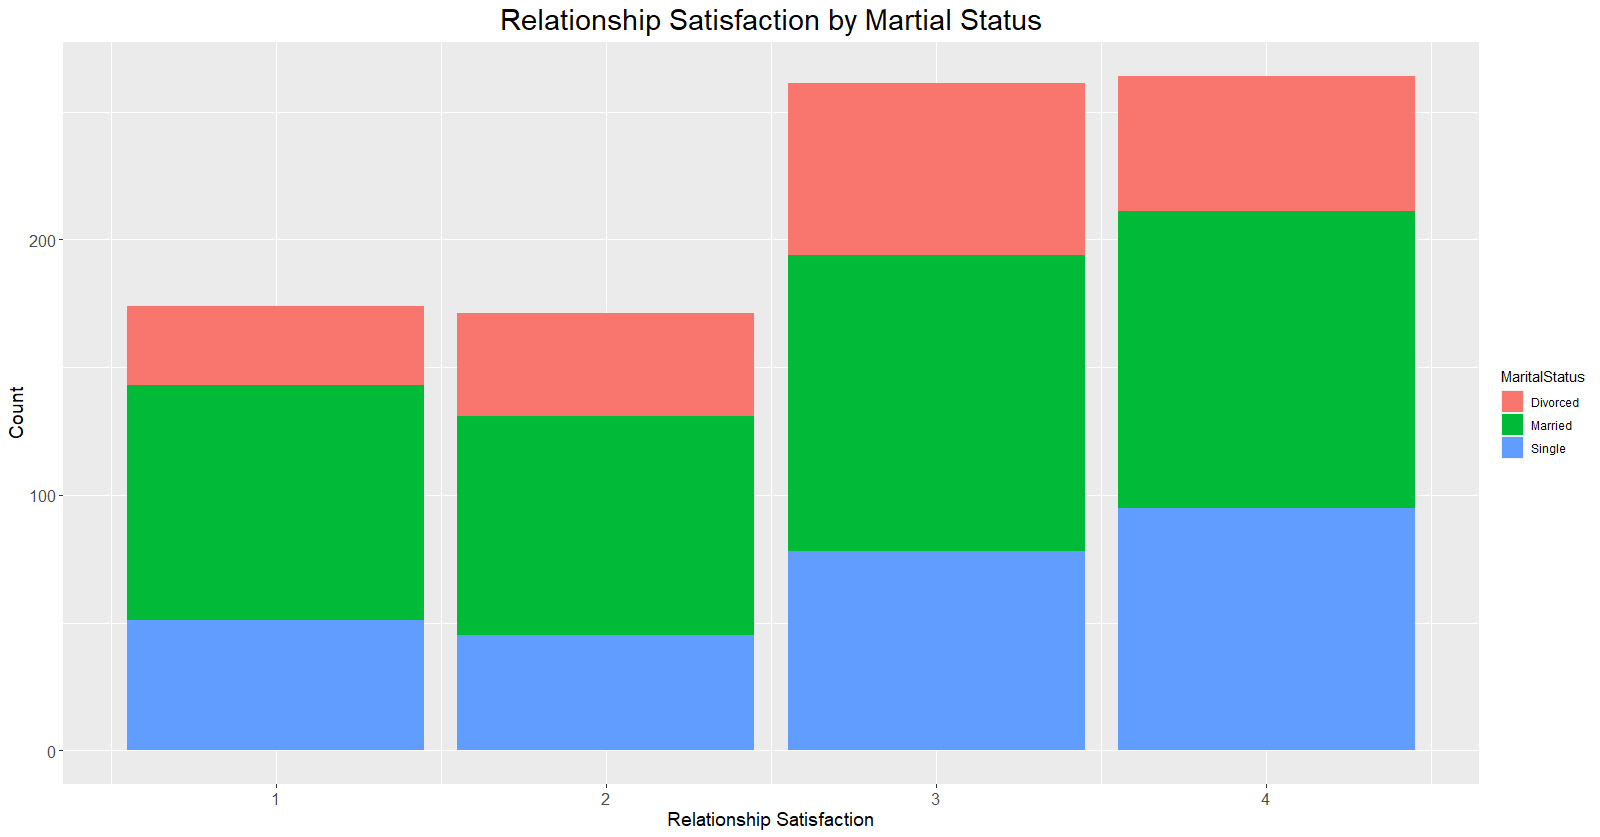 Relationship Satisfaction by Martial Status
Count
200
100
0
1 2 3 4
Relationship Satisfaction
MaritalStatus
Divorced
Married
Single